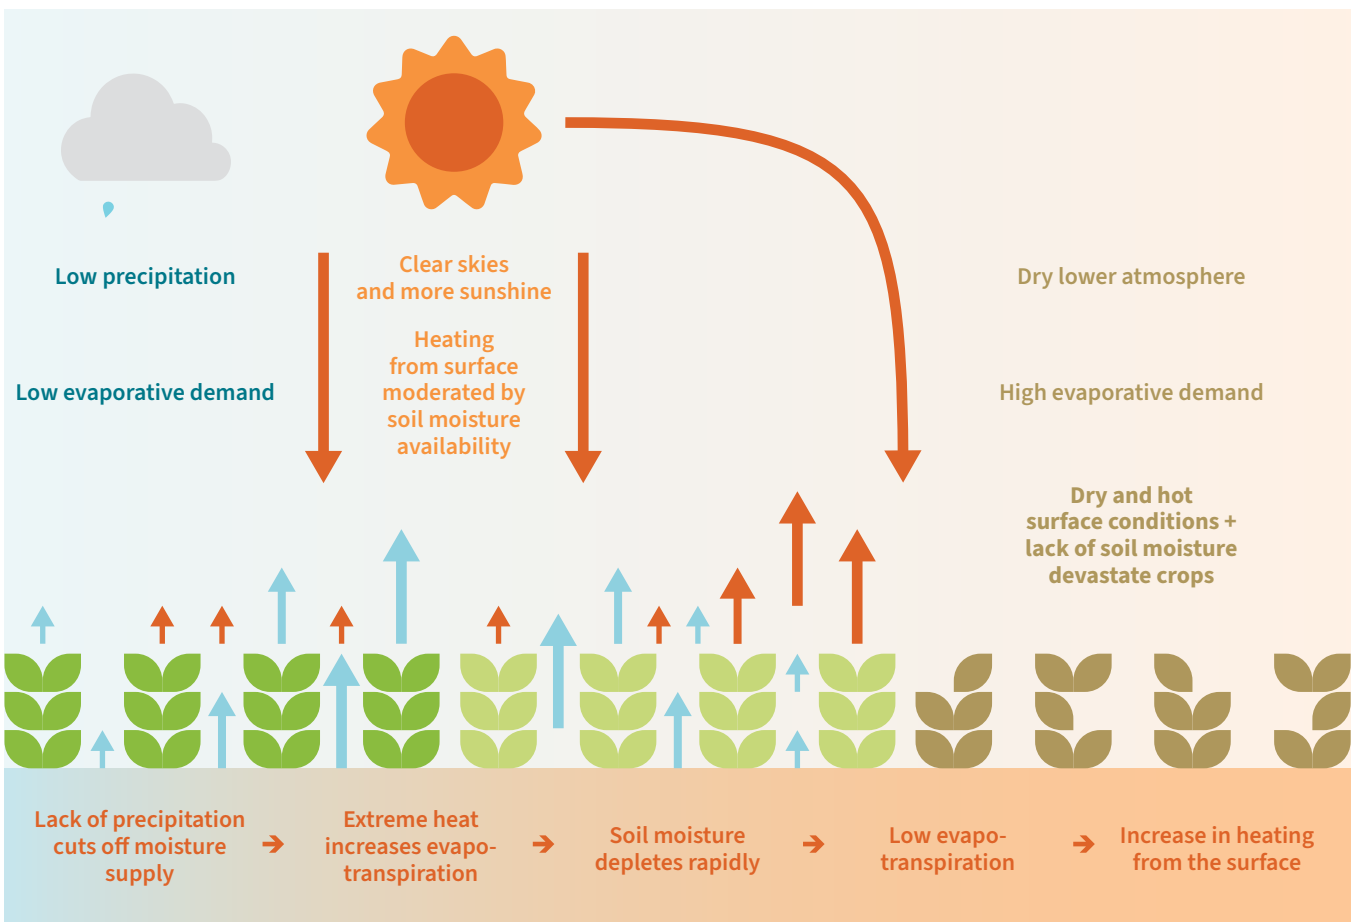 Low precipitation
Low evaporative demand
Clear skies
and more sunshine
Heating
from surface
moderated by
soil moisture
availability
Dry lower atmosphere
High evaporative demand
Dry and hot
surface conditions +
lack of soil moisture
devastate crops
Lack of precipitation
cuts off moisture
supply
Extreme heat
increases evapo-
transpiration
Soil moisture
depletes rapidly
Low evapo-
transpiration
Increase in heating
from the surface